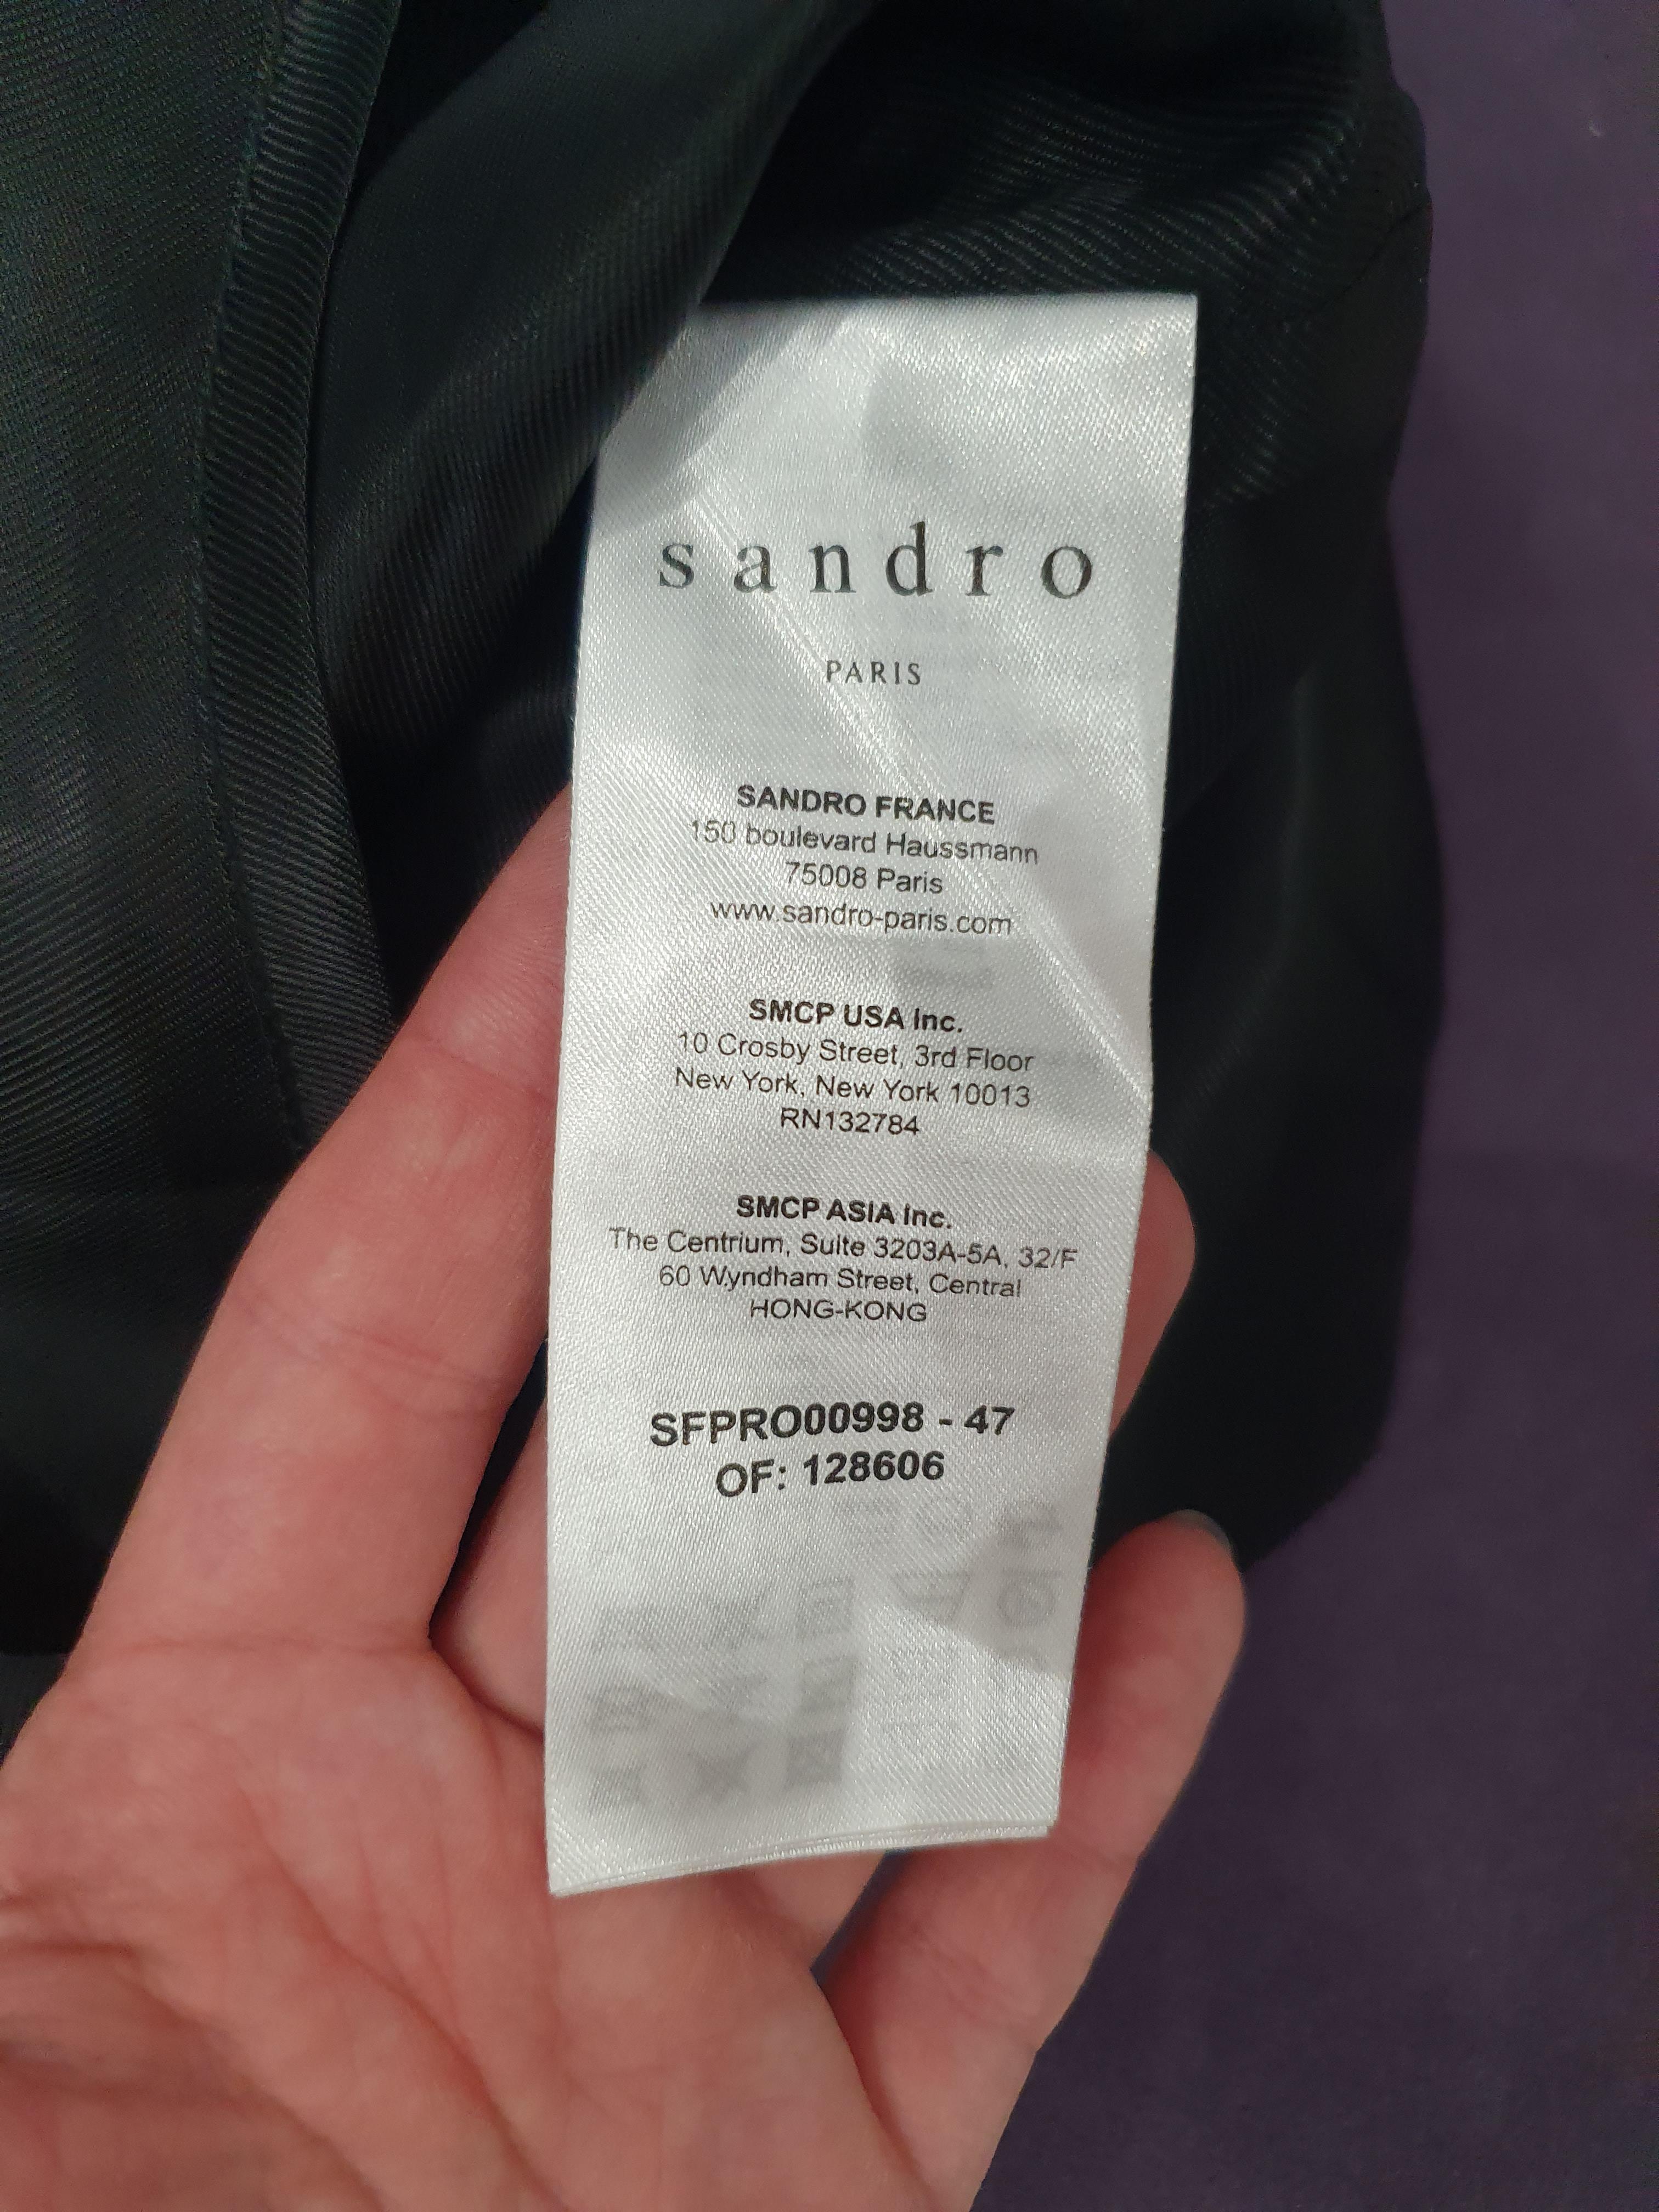 sandro
PARIS
SANDRO FRANCE
150 boulevard Haussmann
75008 Paris
www.sandro-paris.com
SMCP USA Inc.
10 Crosby Street, 3rd Floor
New York, New York 10013
RN132784
SMCP ASIA Inc.
The Centrium, Suite 3203A-5A, 32/F
60 Wyndham Street, Central
HONG-KONG
SFPRO00998 - 47
OF: 128606